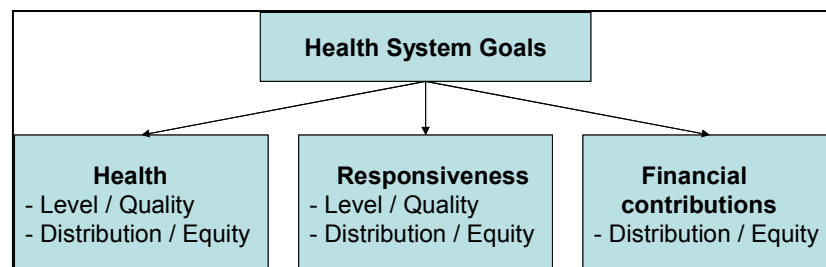 Health System Goals
Health
- Level / Quality
- Distribution / Equity
Responsiveness
- Level / Quality
- Distribution / Equity
Financial
contributions
- Distribution / Equity